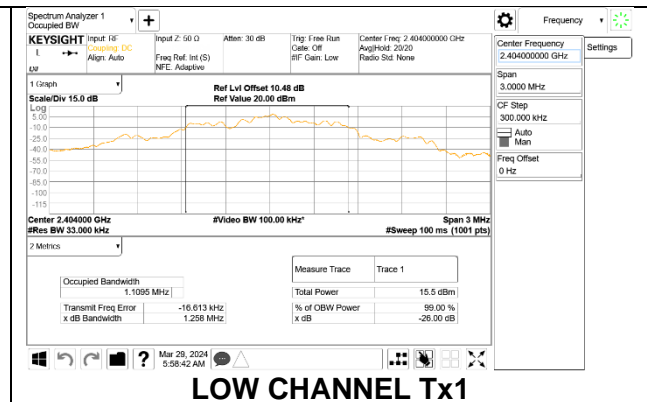 Spectrum Analyzer 1
Occupied BW
Frequency
KEYSIGHT
Input: RF
Coupling: DC
Align: Auto
Input Z: 50 Ω
Freq Ref: Int (S)
NFE: Adaptive
Atten: 30 dB
Trig: Free Run
Gate: Off
#IF Gain: Low
Center Freq: 2.404000000 GHz
Avg|Hold: 20/20
Radio Std: None
L
Center Frequency
2.404000000 GHz
Settings
Span
3.0000 MHz
CF Step
300.000 kHz
Auto
Man
Freq Offset
0 Hz
1 Graph
Scale/Div 15.0 dB
Ref Lvl Offset 10.48 dB
Ref Value 20.00 dBm
Log
5.00
-10.0
-25.0
-40.0
-55.0
-70.0
-85.0
-100
-115
Center 2.404000 GHz
#Res BW 33.000 kHz
#Video BW 100.00 kHz*
Span 3 MHz
#Sweep 100 ms (1001 pts)
2 Metrics
Measure Trace Trace 1
Occupied Bandwidth
1.1095 MHz
Total Power 15.5 dBm
Transmit Freq Error -16.613 kHz
% of OBW Power 99.00 %
x dB Bandwidth 1.258 MHz
x dB -26.00 dB
?
Mar 29, 2024
5:58:42 AM
LOW CHANNEL Tx1